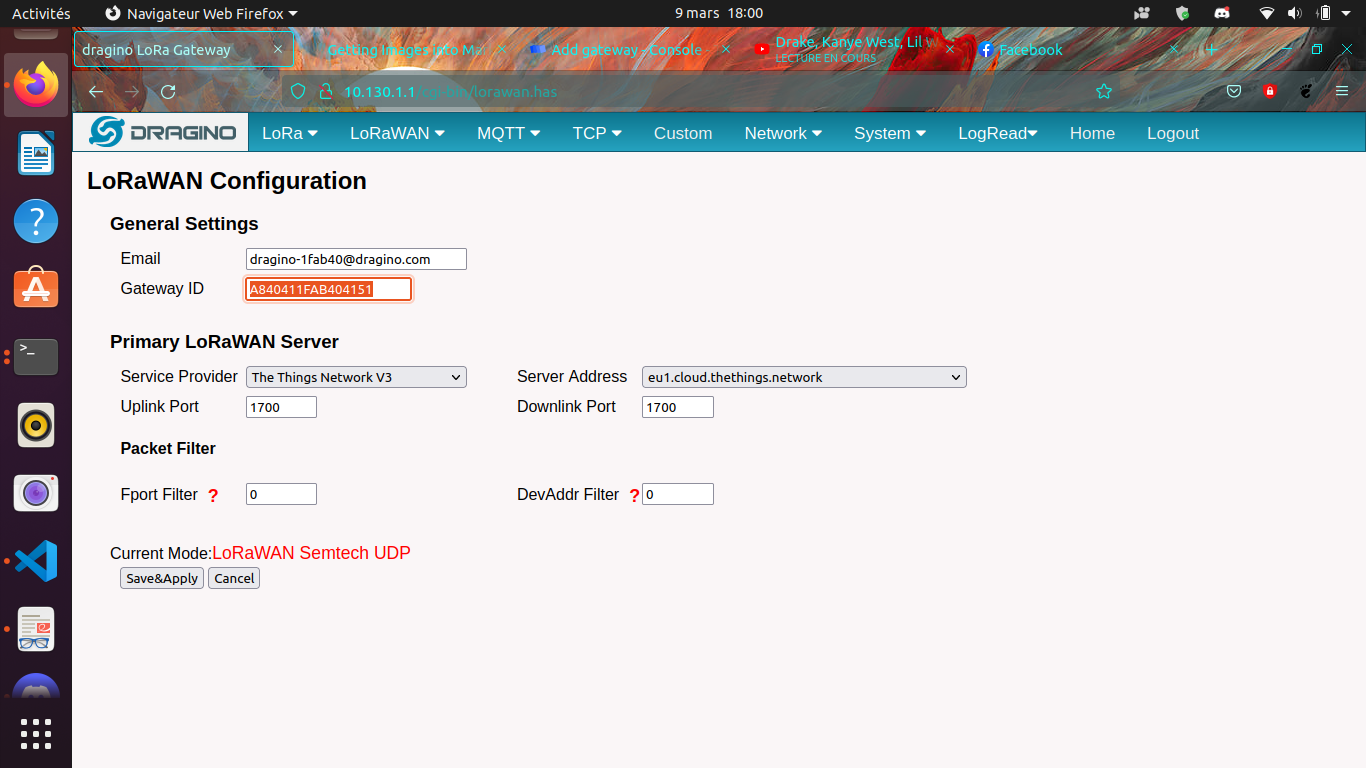 Activités Navigateur Web Firefox 9 mars 18:00
dragino LoRa Gateway Getting images into Add gateway - Console Drake, Kanye West, Lil W Facebook
LECTURE EN COURS
10.130.1.1/cgi-bin/lorawan.has
DRAGINO LoRa LoRaWAN MQTT TCP Custom Network System LogRead Home Logout
LoRaWAN Configuration
General Settings
Email dragino-1fab40@dragino.com
Gateway ID A840411FAB404151
Primary LoRaWAN Server
Service Provider The Things Network V3 Server Address eu1.cloud.thethings.network
Uplink Port 1700 Downlink Port 1700
Packet Filter
Fport Filter ? 0 DevAddr Filter ? 0
Current Mode:LoRaWAN Semtech UDP
Save&Apply Cancel